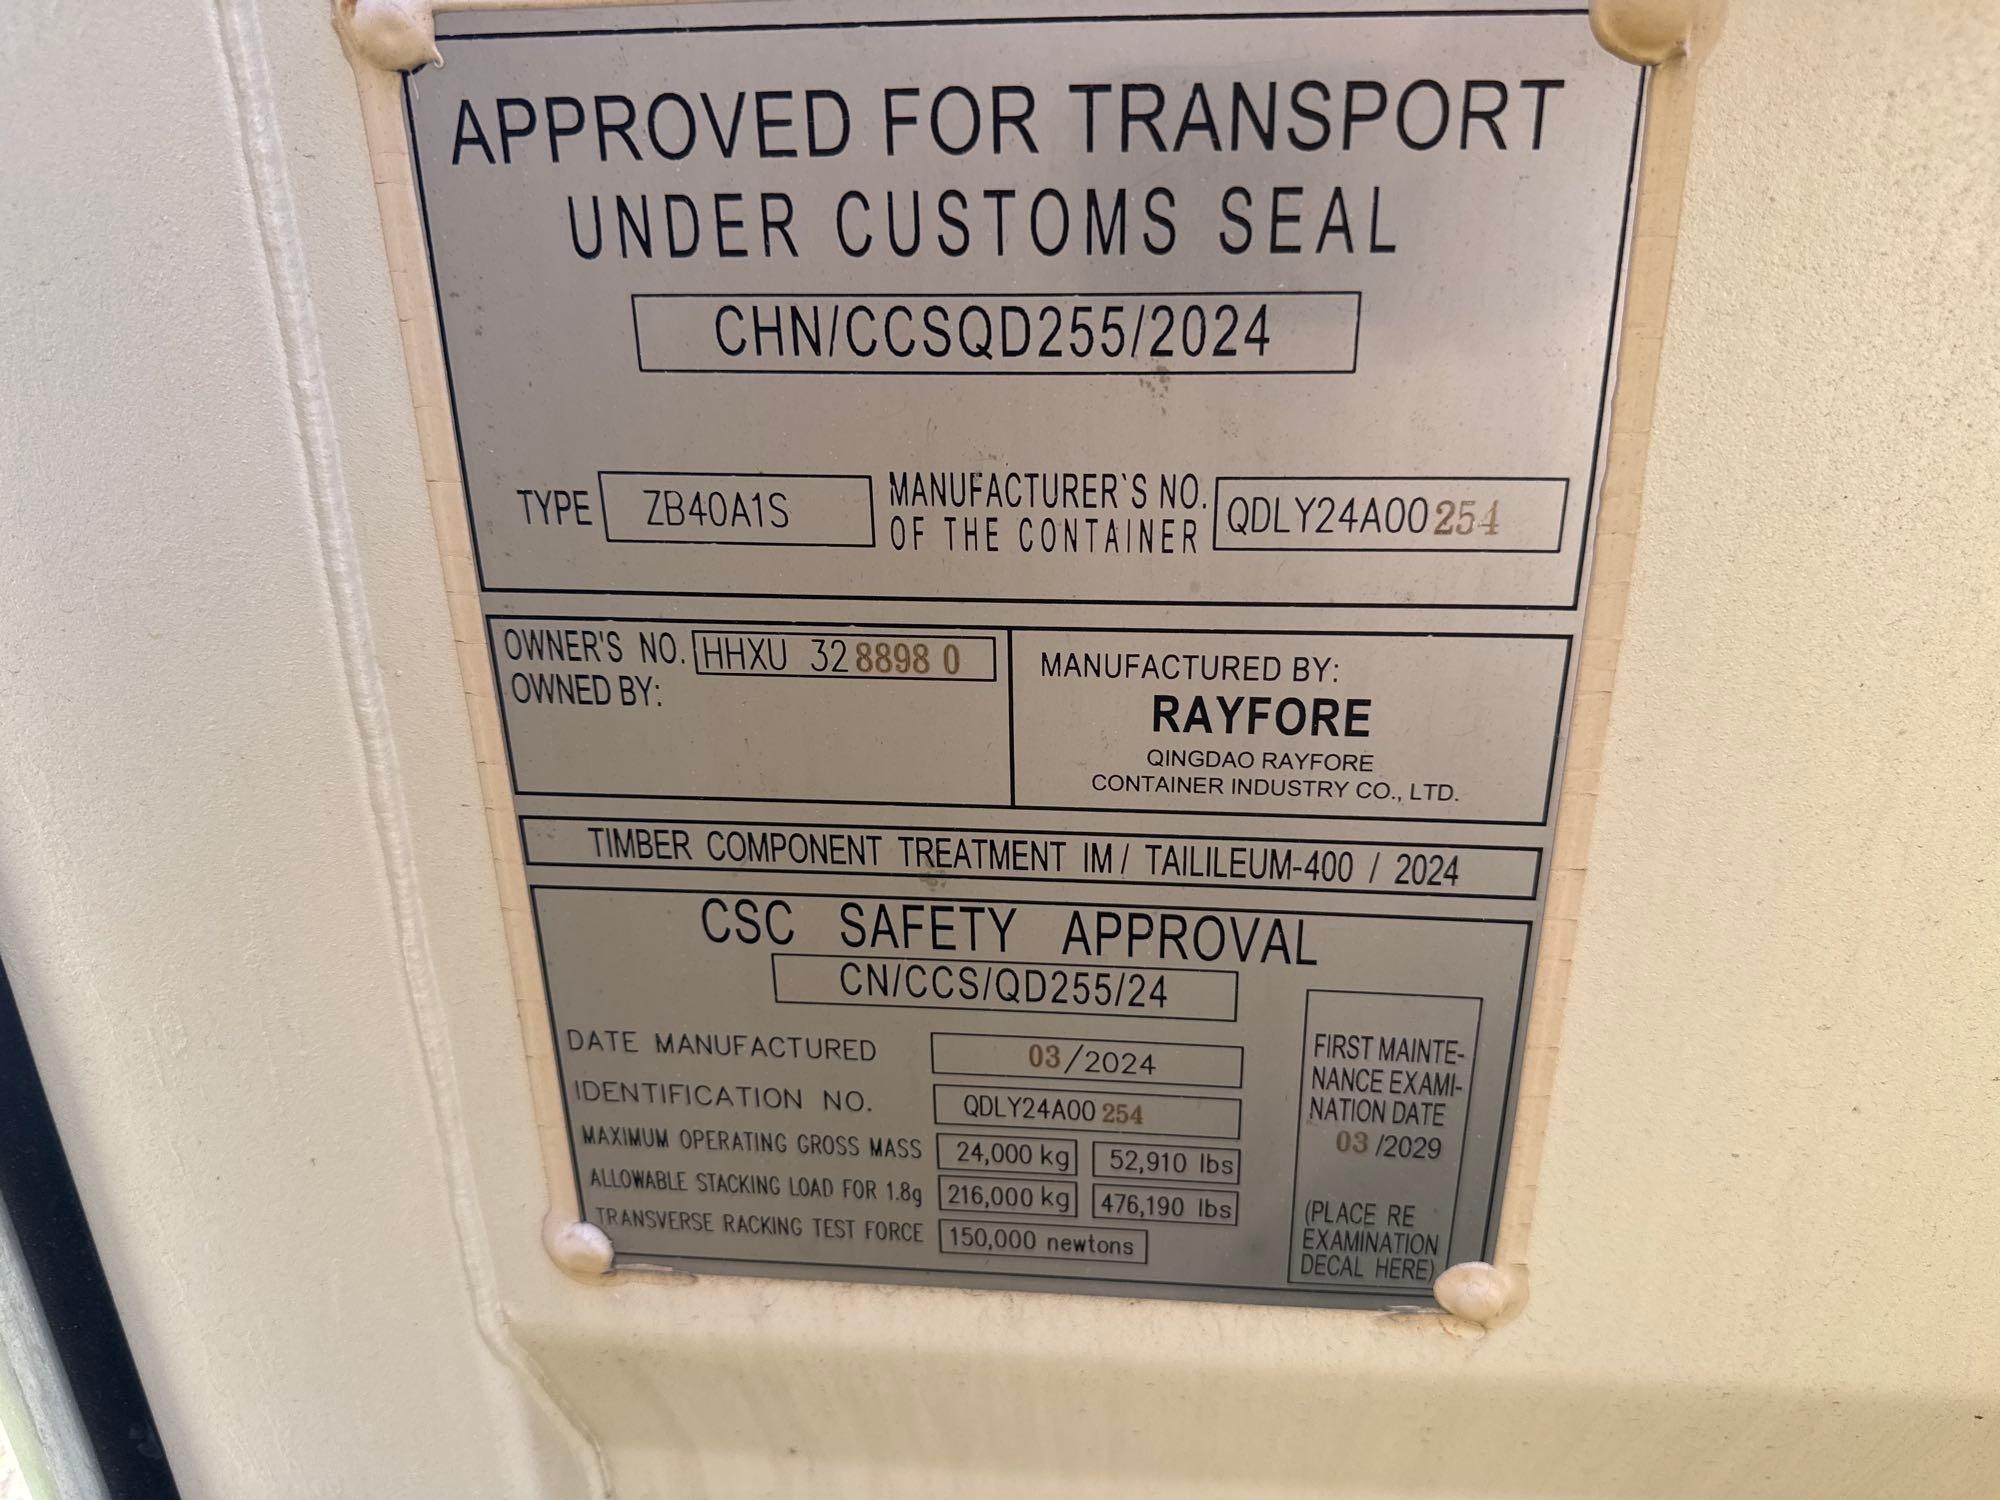 APPROVED FOR TRANSPORT
UNDER CUSTOMS SEAL
CHN/CCSQD255/2024
TYPE ZB40A1S MANUFACTURER'S NO. OF THE CONTAINER QDLY24A00254
OWNER'S NO. HHXU 328898 0
OWNED BY:
MANUFACTURED BY:
RAYFORE
QINGDAO RAYFORE
CONTAINER INDUSTRY CO., LTD.
TIMBER COMPONENT TREATMENT IM / TAILILEUM-400 / 2024
CSC SAFETY APPROVAL
CN/CCS/QD255/24
DATE MANUFACTURED 03/2024
IDENTIFICATION NO. QDLY24A00254
MAXIMUM OPERATING GROSS MASS 24,000 kg 52,910 lbs
ALLOWABLE STACKING LOAD FOR 1.8g 216,000 kg 476,190 lbs
TRANSVERSE RACKING TEST FORCE 150,000 newtons
FIRST MAINTE-
NANCE EXAMI-
NATION DATE
03/2029
(PLACE RE
EXAMINATION
DECAL HERE)